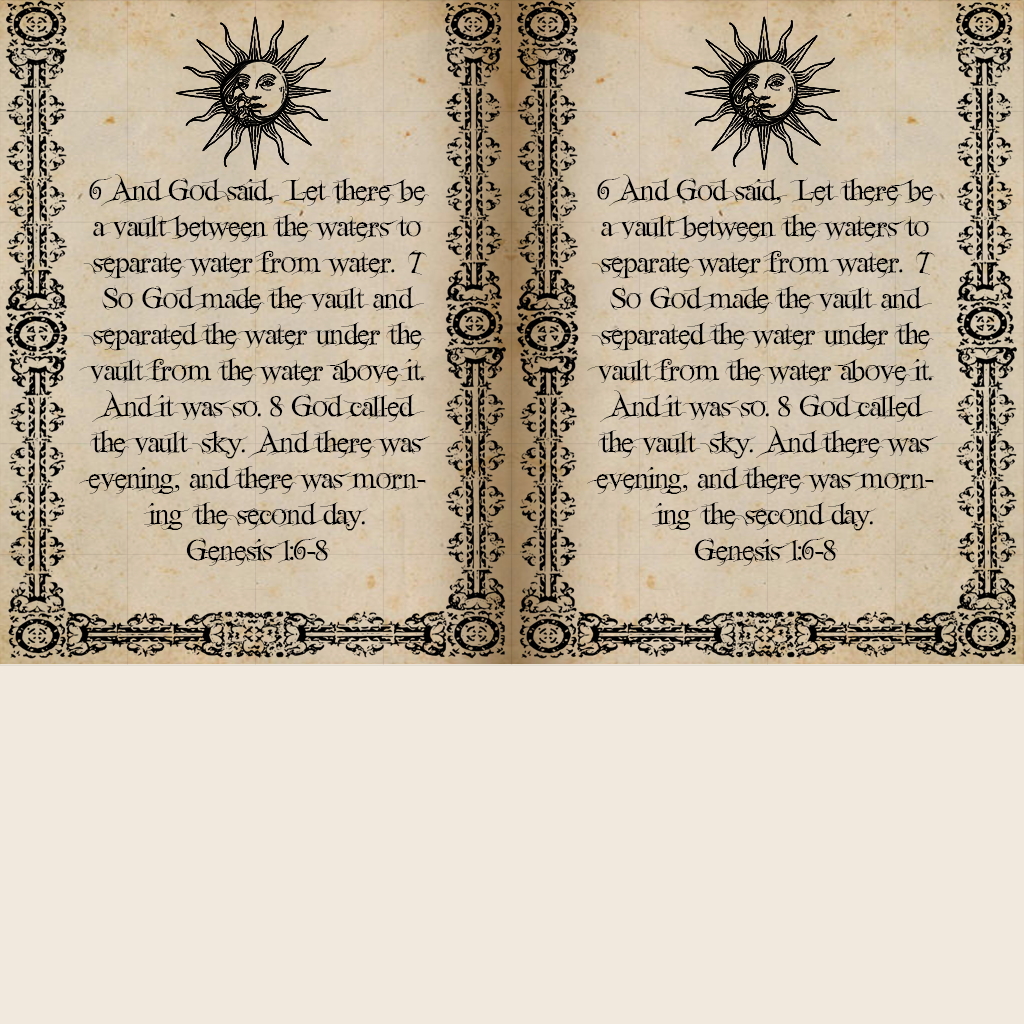 6 And God said, Let there be
a vault between the waters to
separate water from water. 7
So God made the vault and
separated the water under the
vault from the water above it.
And it was so. 8 God called
the vault sky. And there was
evening, and there was morn-
ing the second day.
Genesis 1:6-8
6 And God said, Let there be
a vault between the waters to
separate water from water. 7
So God made the vault and
separated the water under the
vault from the water above it.
And it was so. 8 God called
the vault sky. And there was
evening, and there was morn-
ing the second day.
Genesis 1:6-8